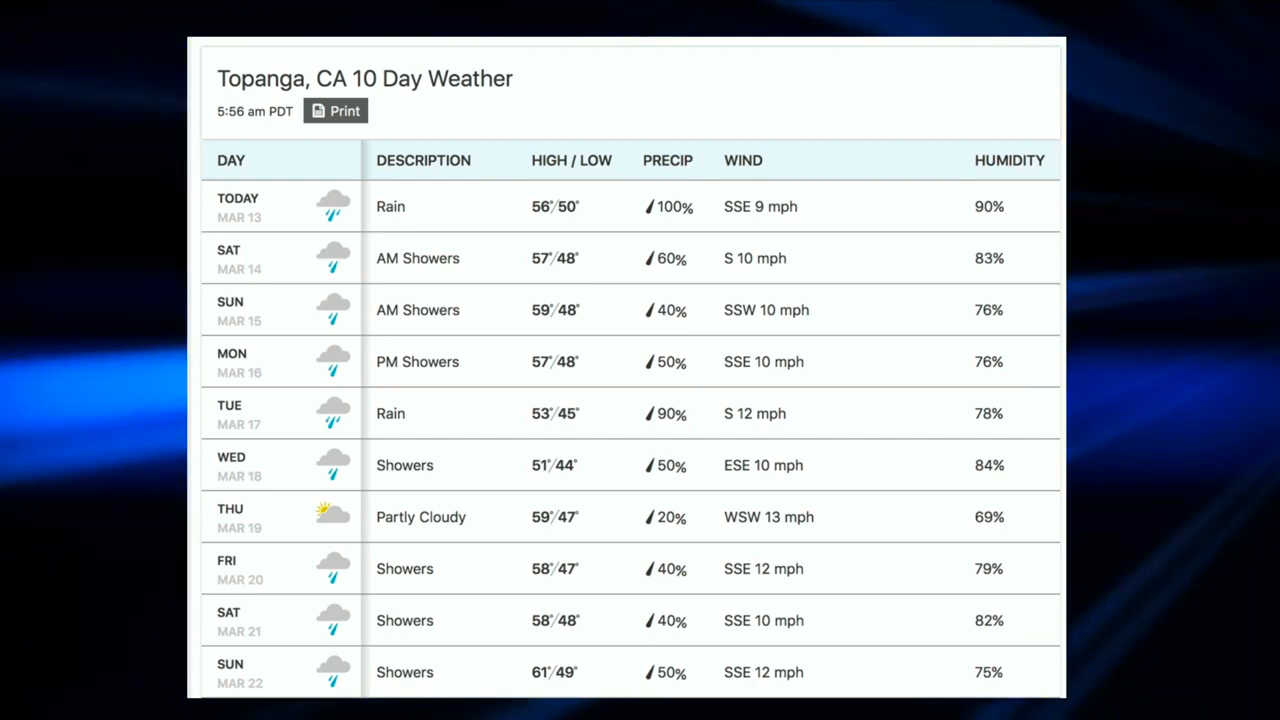 Topanga, CA 10 Day Weather
5:56 am PDT Print
DAY DESCRIPTION HIGH / LOW PRECIP WIND HUMIDITY
TODAY
MAR 13 Rain 56°/50° 100% SSE 9 mph 90%
SAT
MAR 14 AM Showers 57°/48° 60% S 10 mph 83%
SUN
MAR 15 AM Showers 59°/48° 40% SSW 10 mph 76%
MON
MAR 16 PM Showers 57°/48° 50% SSE 10 mph 76%
TUE
MAR 17 Rain 53°/45° 90% S 12 mph 78%
WED
MAR 18 Showers 51°/44° 50% ESE 10 mph 84%
THU
MAR 19 Partly Cloudy 59°/47° 20% WSW 13 mph 69%
FRI
MAR 20 Showers 58°/47° 40% SSE 12 mph 79%
SAT
MAR 21 Showers 58°/48° 40% SSE 10 mph 82%
SUN
MAR 22 Showers 61°/49° 50% SSE 12 mph 75%